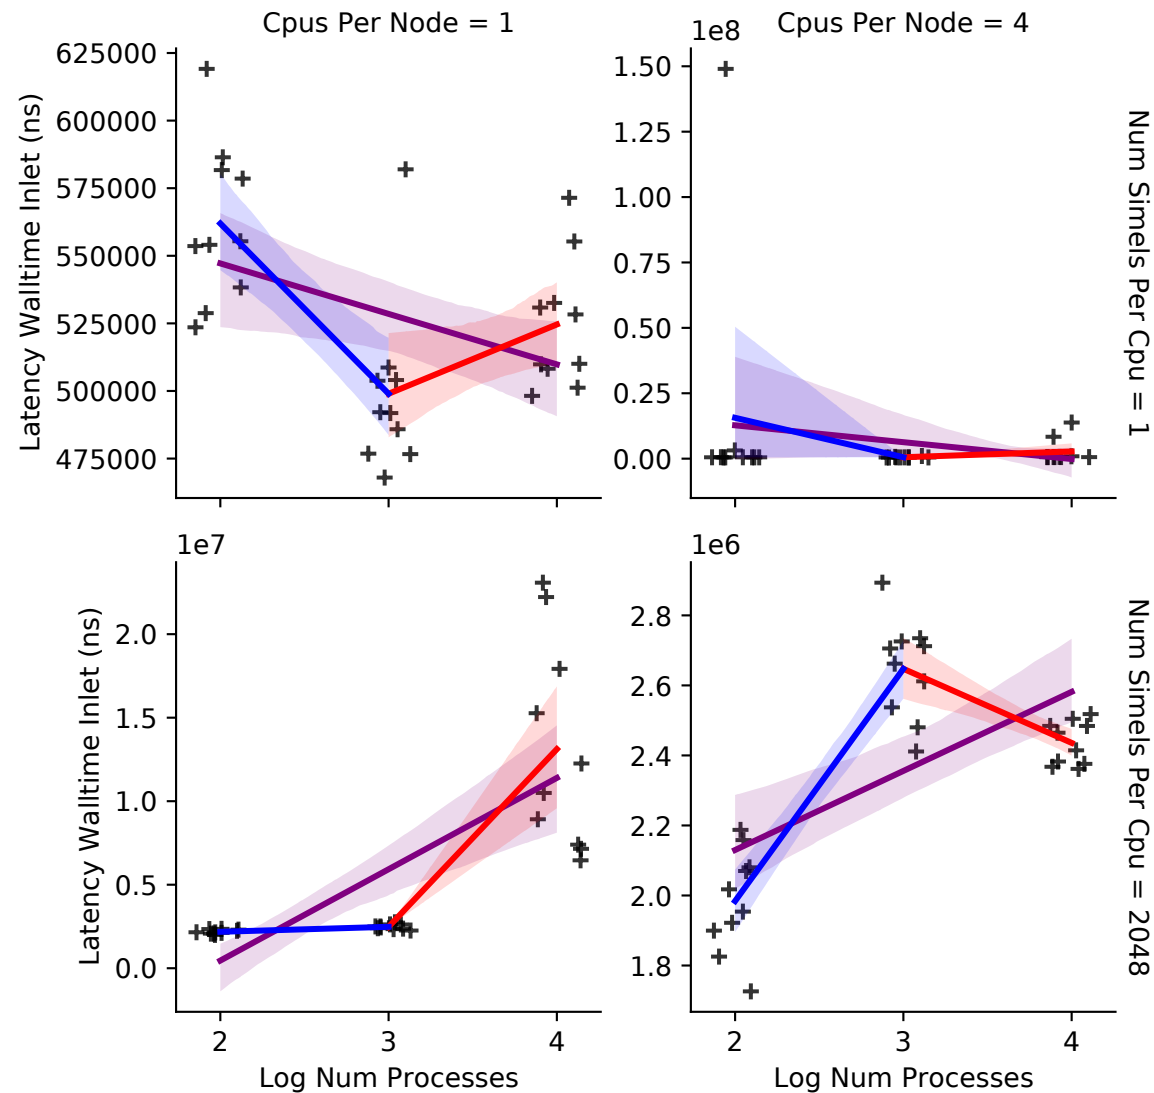 Cpus Per Node = 1
Cpus Per Node = 4
1e8
Latency Walltime Inlet (ns)
625000
600000
575000
550000
525000
500000
475000
1.50
1.25
1.00
0.75
0.50
0.25
0.00
Num Simels Per Cpu = 1
1e7
Latency Walltime Inlet (ns)
2.0
1.5
1.0
0.5
0.0
2
3
4
Log Num Processes
1e6
2.8
2.6
2.4
2.2
2.0
1.8
2
3
4
Log Num Processes
Num Simels Per Cpu = 2048